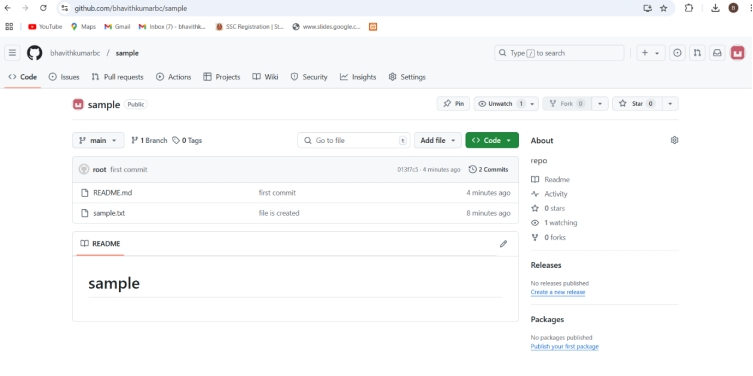 github.com/bhavithkumarbc/sample
YouTube Maps Gmail Inbox (7) - bhavithk... SSC Registration | St... www.slides.google.c...
bhavithkumarbc / sample Type / to search
Code Issues Pull requests Actions Projects Wiki Security Insights Settings
sample Public Pin Unwatch 1 Fork 0 Star 0
main 1 Branch 0 Tags Go to file t Add file Code About
repo
root first commit 013f7c5 · 4 minutes ago 2 Commits
Readme
README.md first commit 4 minutes ago
Activity
0 stars
sample.txt file is created 8 minutes ago
1 watching
0 forks
README
Releases
sample
No releases published
Create a new release
Packages
No packages published
Publish your first package